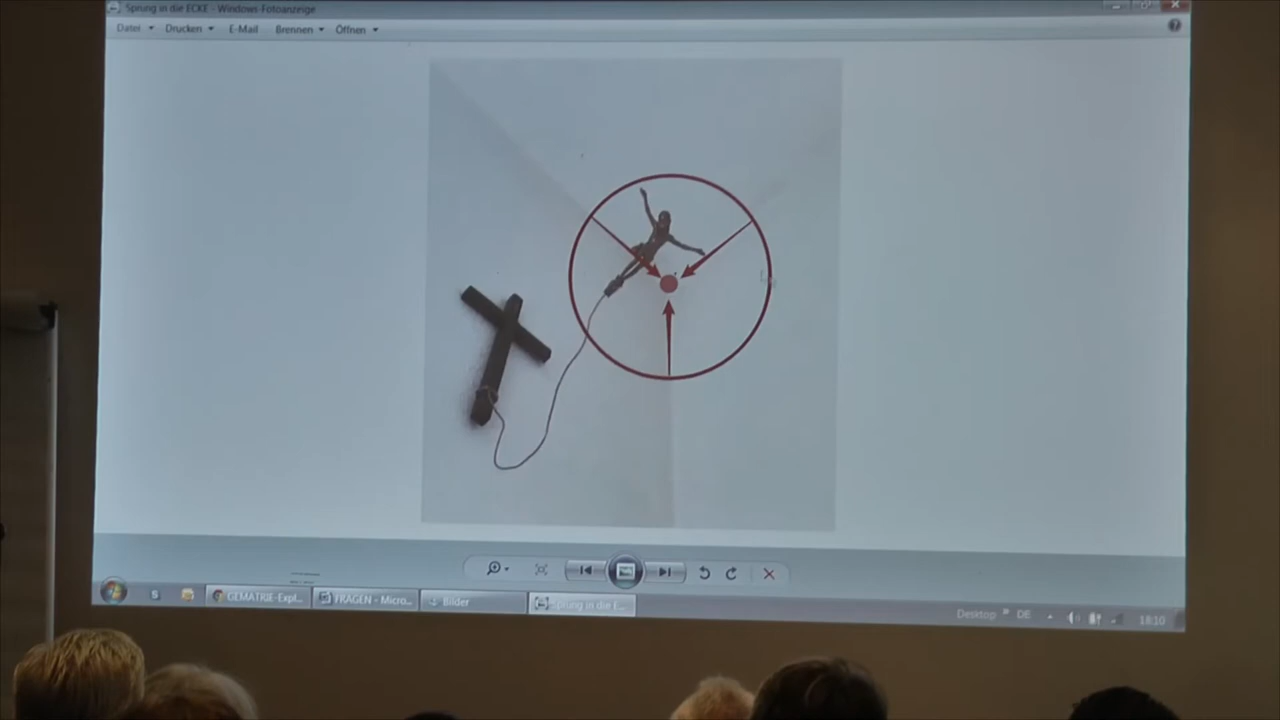 Sprung in die ECKE - Windows-Fotoanzeige
Datei Drucken E-Mail Brennen Öffnen
GEMATRIE-Expl... FRAGEN - Micro... Bilder Sprung in die E...
Desktop » DE 18:10